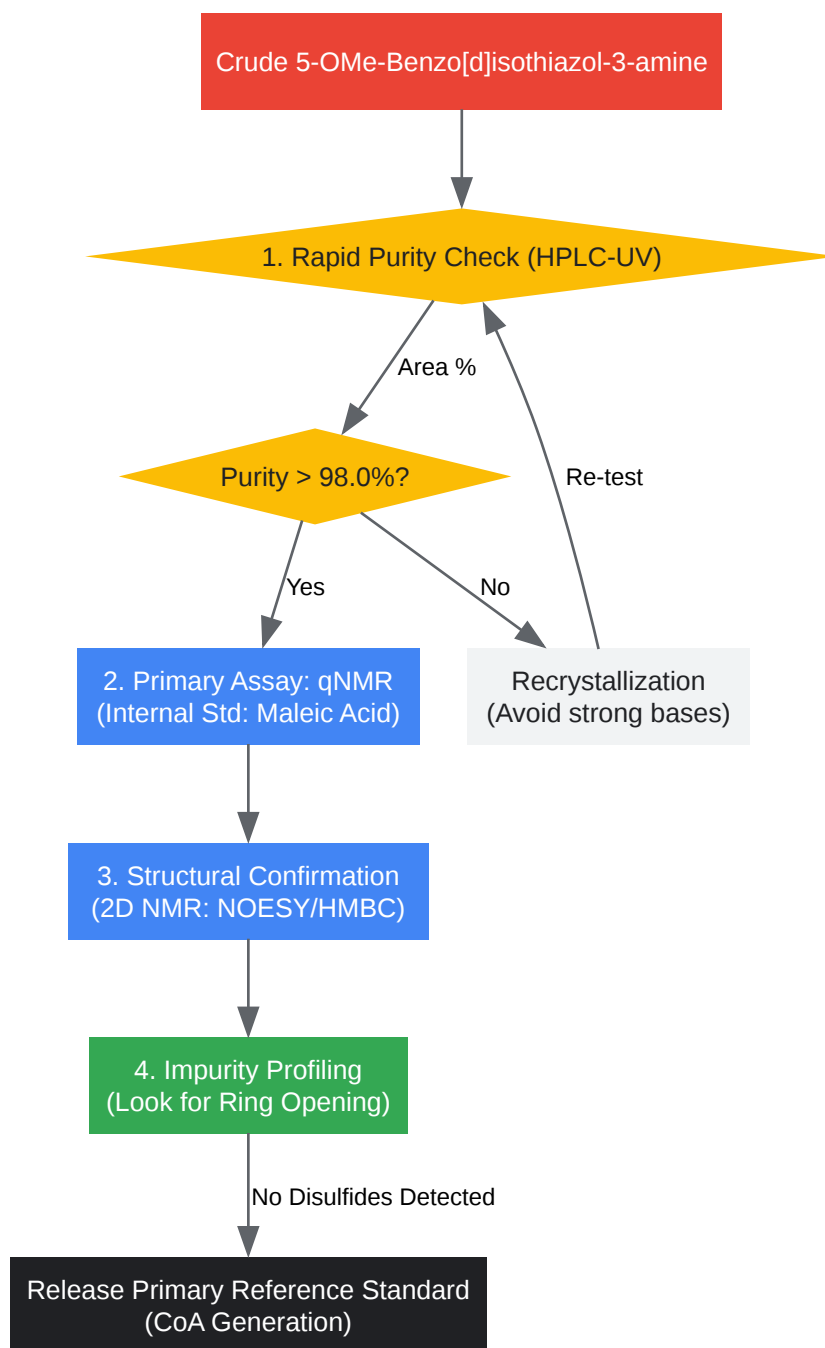 Crude 5-OMe-Benzo[d]isothiazol-3-amine
1. Rapid Purity Check (HPLC-UV)
Area %
Purity > 98.0%?
Re-test
Yes
No
2. Primary Assay: qNMR
(Internal Std: Maleic Acid)
Recrystallization
(Avoid strong bases)
3. Structural Confirmation
(2D NMR: NOESY/HMBC)
4. Impurity Profiling
(Look for Ring Opening)
No Disulfides Detected
Release Primary Reference Standard
(CoA Generation)